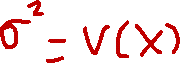 σ² = V(X)